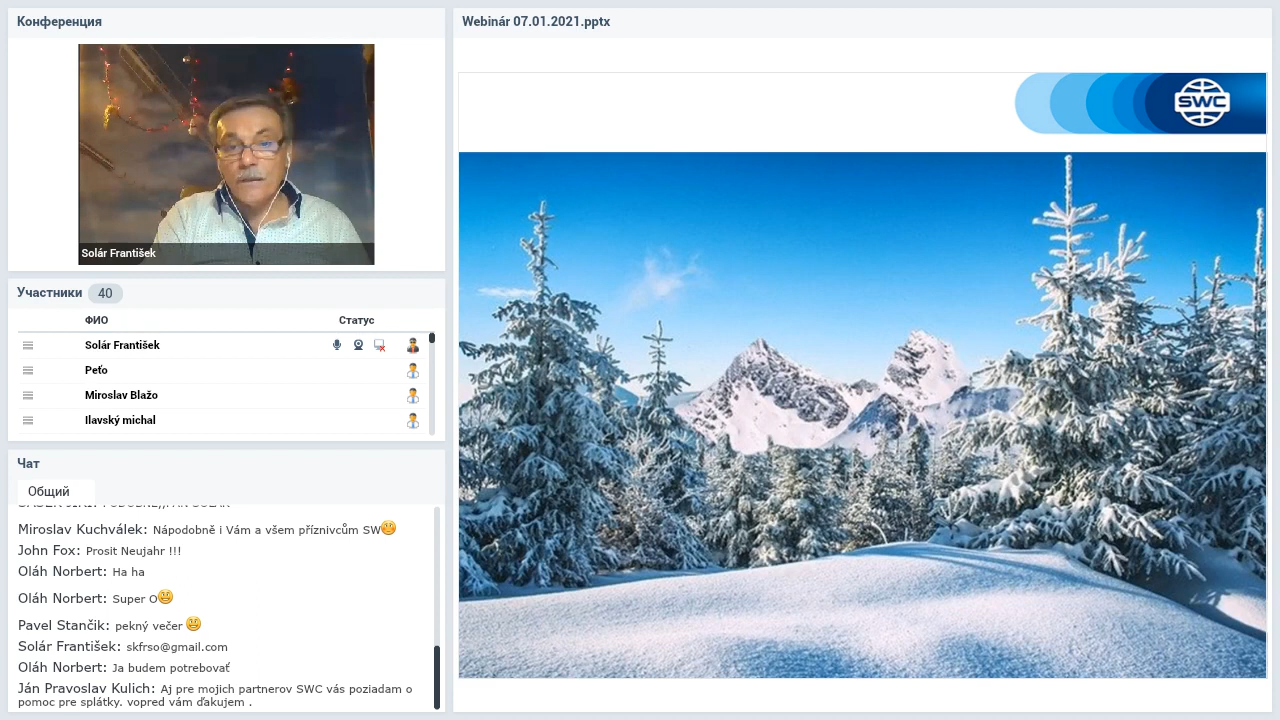 Конференция
Solár František
Участники 40
ФИО Статус
Solár František
Peťo
Miroslav Blažo
Ilavský michal
Чат
Общий
Miroslav Kuchválek: Nápodobně i Vám a všem příznivcům SW
John Fox: Prosit Neujahr !!!
Oláh Norbert: Ha ha
Oláh Norbert: Super O
Pavel Stančik: pekný večer
Solár František: skfrso@gmail.com
Oláh Norbert: Ja budem potrebovať
Ján Pravoslav Kulich: Aj pre mojich partnerov SWC vás poziadam o
pomoc pre splátky. vopred vám ďakujem .
Webinár 07.01.2021.pptx
SWC